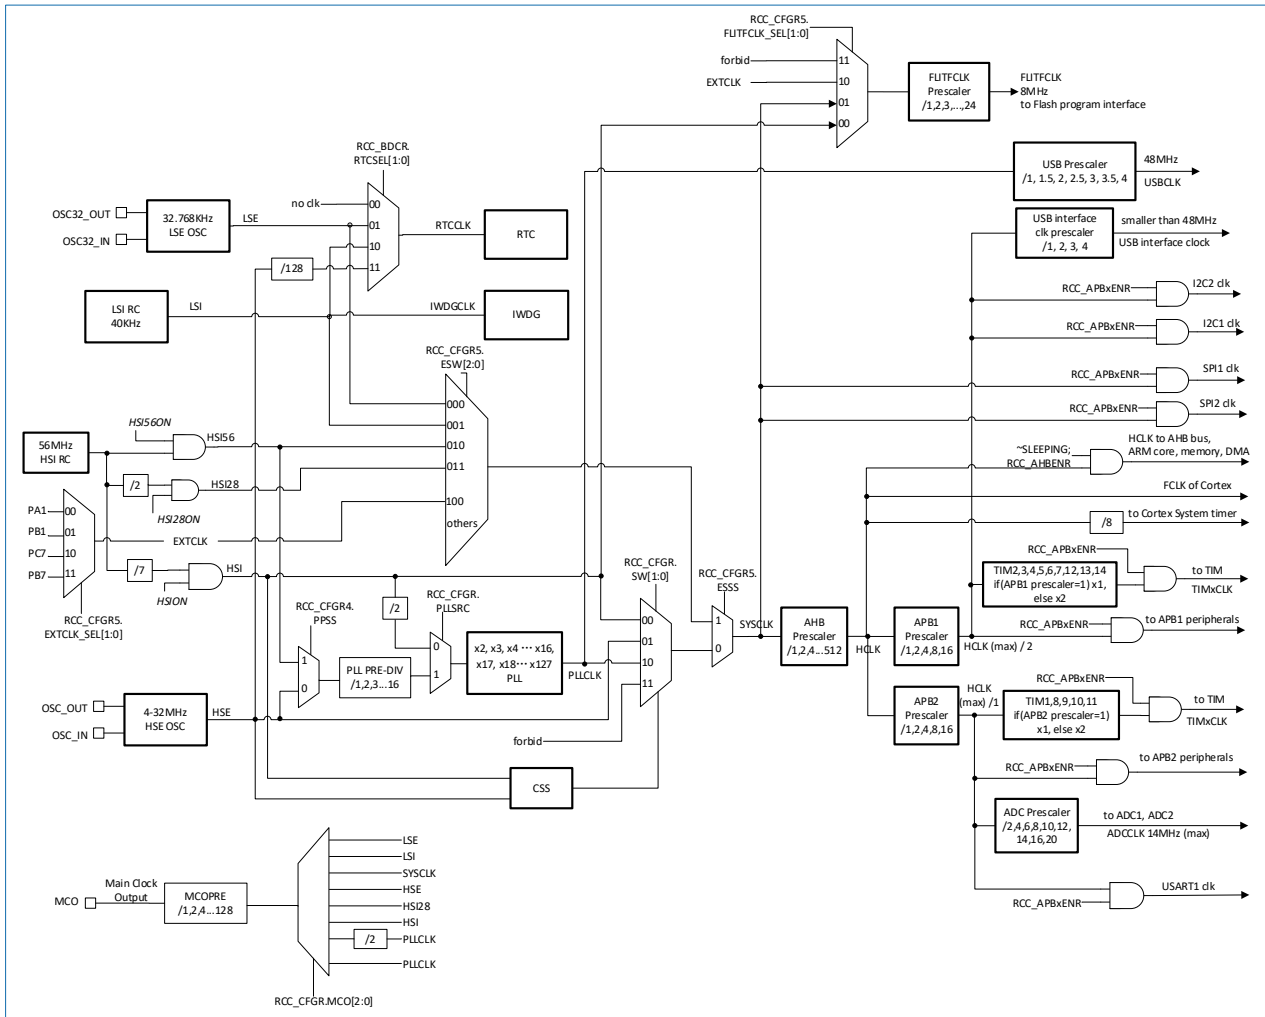 RCC_CFGR5.
FLITFCLK_SEL[1:0]
forbid
11
EXTCLK
10
01
00
FLITFCLK
Prescaler
/1,2,3,...,24
FLITFCLK
8MHz
to Flash program interface
RCC_BDCR.
RTCSEL[1:0]
no clk
00
01
10
11
OSC32_OUT
OSC32_IN
32.768KHz
LSE OSC
LSE
/128
RTCCLK
RTC
USB Prescaler
/1, 1.5, 2, 2.5, 3, 3.5, 4
48MHz
USBCLK
USB interface
clk prescaler
/1, 2, 3, 4
smaller than 48MHz
USB interface clock
LSI RC
40KHz
LSI
IWDGCLK
IWDG
RCC_APBxENR
I2C2 clk
RCC_APBxENR
I2C1 clk
RCC_APBxENR
SPI1 clk
RCC_APBxENR
SPI2 clk
RCC_CFGR5.
ESW[2:0]
000
001
010
011
100
others
HSI56ON
56MHz
HSI RC
HSI56
/2
HSI28
HSI28ON
PA1
00
PB1
01
PC7
10
PB7
11
EXTCLK
/7
HSI
HSION
RCC_CFGR5.
EXTCLK_SEL[1:0]
~SLEEPING;
RCC_AHBENR
HCLK to AHB bus,
ARM core, memory, DMA
FCLK of Cortex
/8
to Cortex System timer
RCC_APBxENR
TIM2,3,4,5,6,7,12,13,14
if(APB1 prescaler=1) x1,
else x2
to TIM
TIMxCLK
RCC_CFGR4.
PPSS
1
0
PLL PRE-DIV
/1,2,3...16
/2
RCC_CFGR.
PLLSRC
0
1
x2, x3, x4 ··· x16,
x17, x18··· x127
PLL
PLLCLK
RCC_CFGR.
SW[1:0]
00
01
10
11
forbid
RCC_CFGR5.
ESSS
1
0
SYSCLK
AHB
Prescaler
/1,2,4...512
HCLK
APB1
Prescaler
/1,2,4,8,16
HCLK (max) / 2
RCC_APBxENR
to APB1 peripherals
OSC_OUT
OSC_IN
4-32MHz
HSE OSC
HSE
CSS
APB2
Prescaler
/1,2,4,8,16
HCLK
(max) /1
RCC_APBxENR
TIM1,8,9,10,11
if(APB2 prescaler=1)
x1, else x2
to TIM
TIMxCLK
RCC_APBxENR
to APB2 peripherals
ADC Prescaler
/2,4,6,8,10,12,
14,16,20
to ADC1, ADC2
ADCCLK 14MHz (max)
RCC_APBxENR
USART1 clk
MCO
Main Clock
Output
MCOPRE
/1,2,4...128
LSE
LSI
SYSCLK
HSE
HSI28
HSI
/2
PLLCLK
PLLCLK
RCC_CFGR.MCO[2:0]